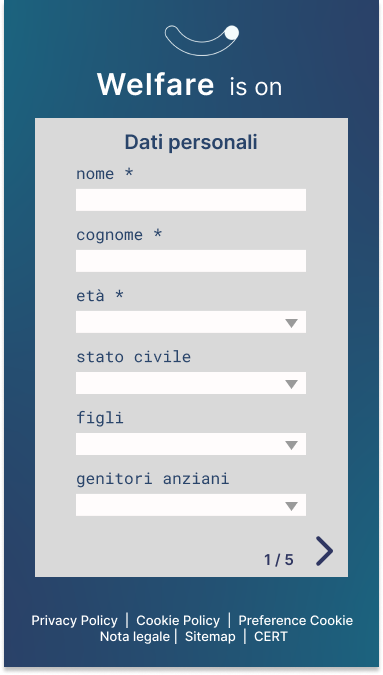 Welfare is on
Dati personali
nome *
cognome *
età *
stato civile
figli
genitori anziani
1 / 5
Privacy Policy | Cookie Policy | Preference Cookie
Nota legale | Sitemap | CERT